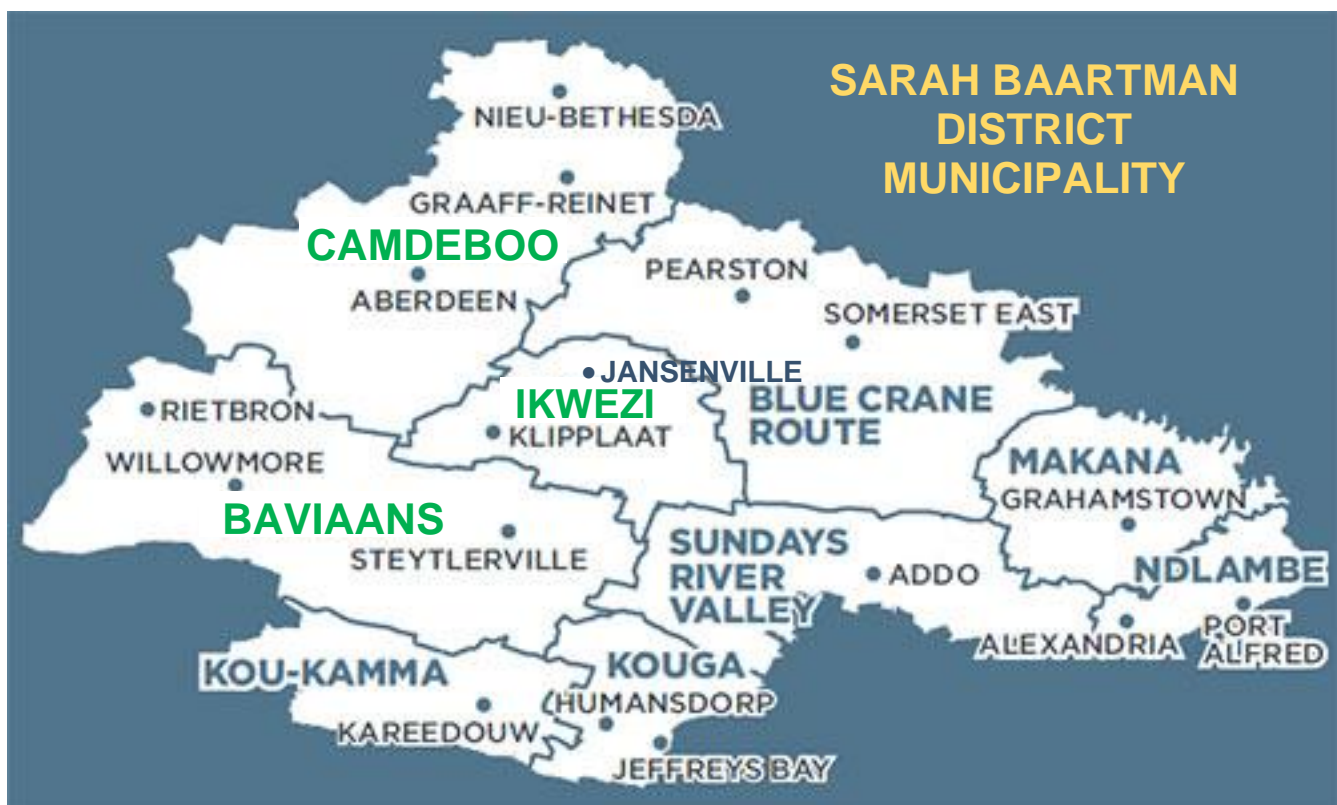 SARAH BAARTMAN
DISTRICT
MUNICIPALITY
NIEU-BETHESDA
GRAAFF-REINET
CAMDEBOO
ABERDEEN
PEARSTON
SOMERSET EAST
JANSENVILLE
IKWEZI
KLIPPLAAT
BLUE CRANE
ROUTE
RIETBRON
WILLOWMORE
BAVIAANS
STEYTLERVILLE
MAKANA
GRAHAMSTOWN
SUNDAYS
RIVER
VALLEY
ADDO
NDLAMBE
ALEXANDRIA
PORT
ALFRED
KOU-KAMMA
KAREEDOUW
KOUGA
HUMANSDORP
JEFFREYS BAY